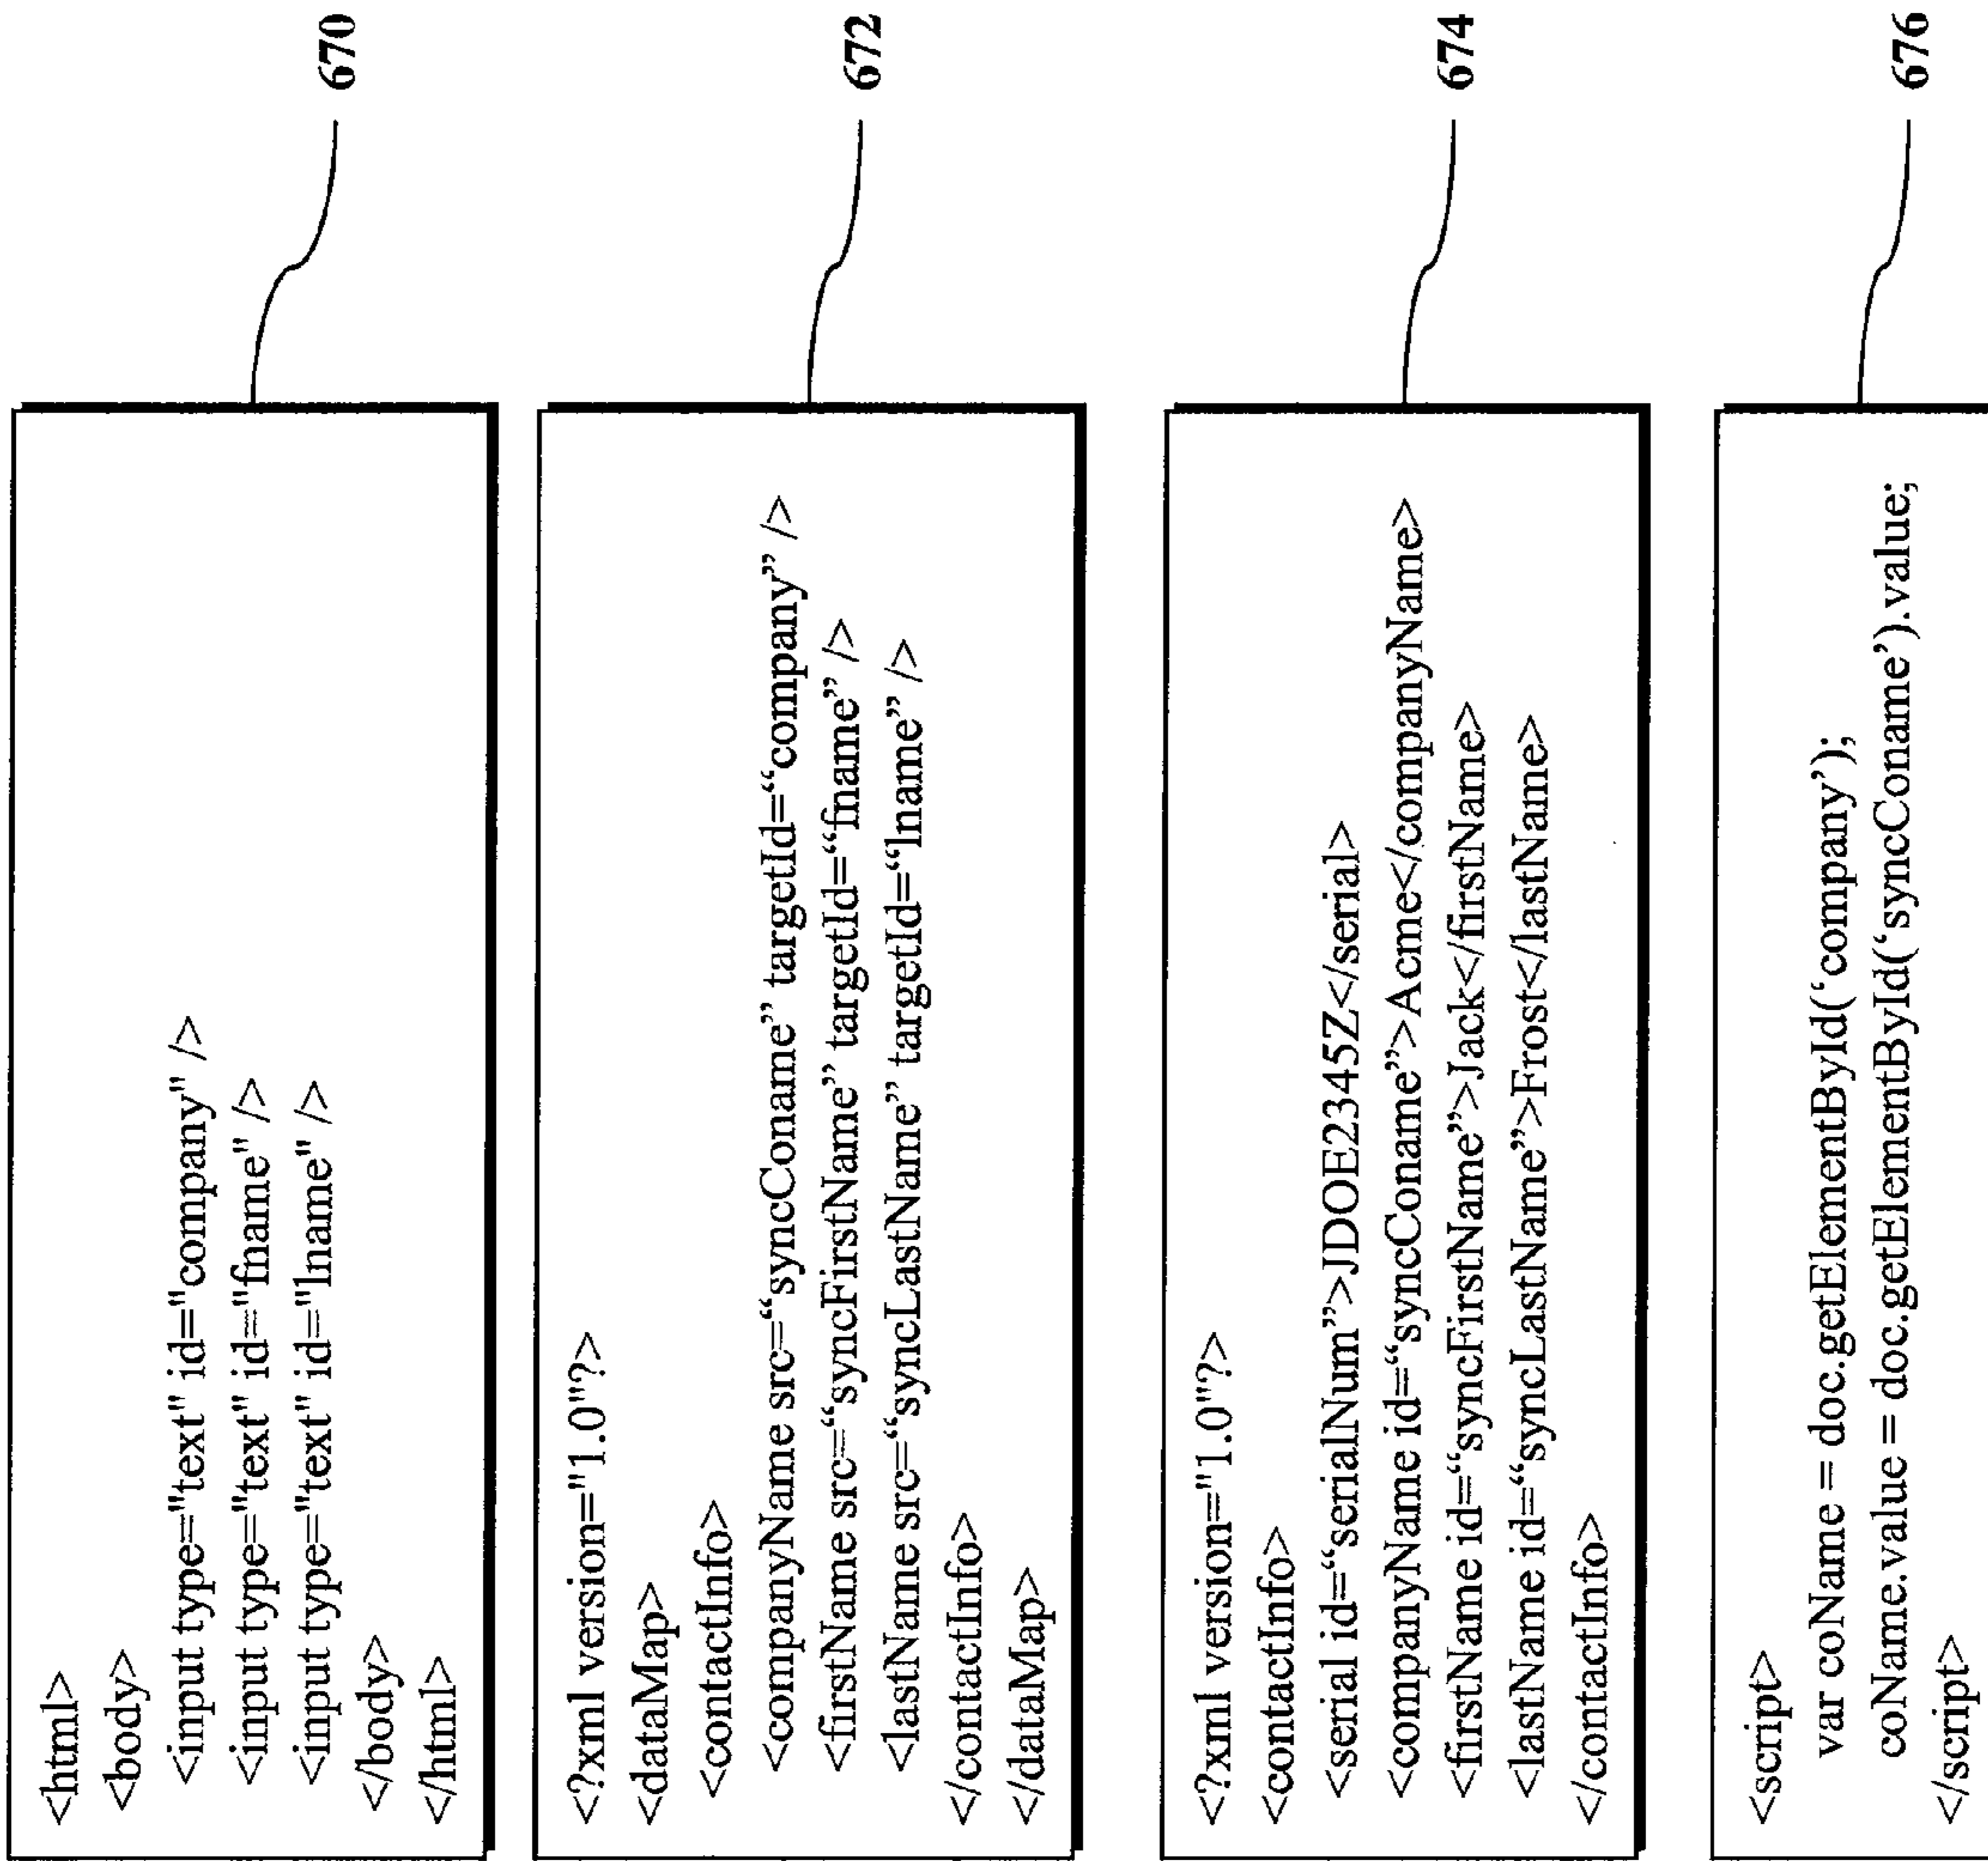 <html>
<body>
<input type="text" id="company" />
<input type="text" id="fname" />
<input type="text" id="lname" />
</body>
</html>
670
<?xml version="1.0"?>
<dataMap>
<contactInfo>
<companyName src=“syncConame” targetId=“company” />
<firstName src=“syncFirstName” targetId=“fname” />
<lastName src=“syncLastName” targetId=“lname” />
</contactInfo>
</dataMap>
672
<?xml version="1.0"?>
<contactInfo>
<serial id=“serialNum”>JDOE2345Z</serial>
<companyName id=“syncConame”>Acme</companyName>
<firstName id=“syncFirstName”>Jack</firstName>
<lastName id=“syncLastName”>Frost</lastName>
</contactInfo>
674
<script>
var coName = doc.getElementById(‘company’);
coName.value = doc.getElementById(‘syncConame’).value;
</script>
676